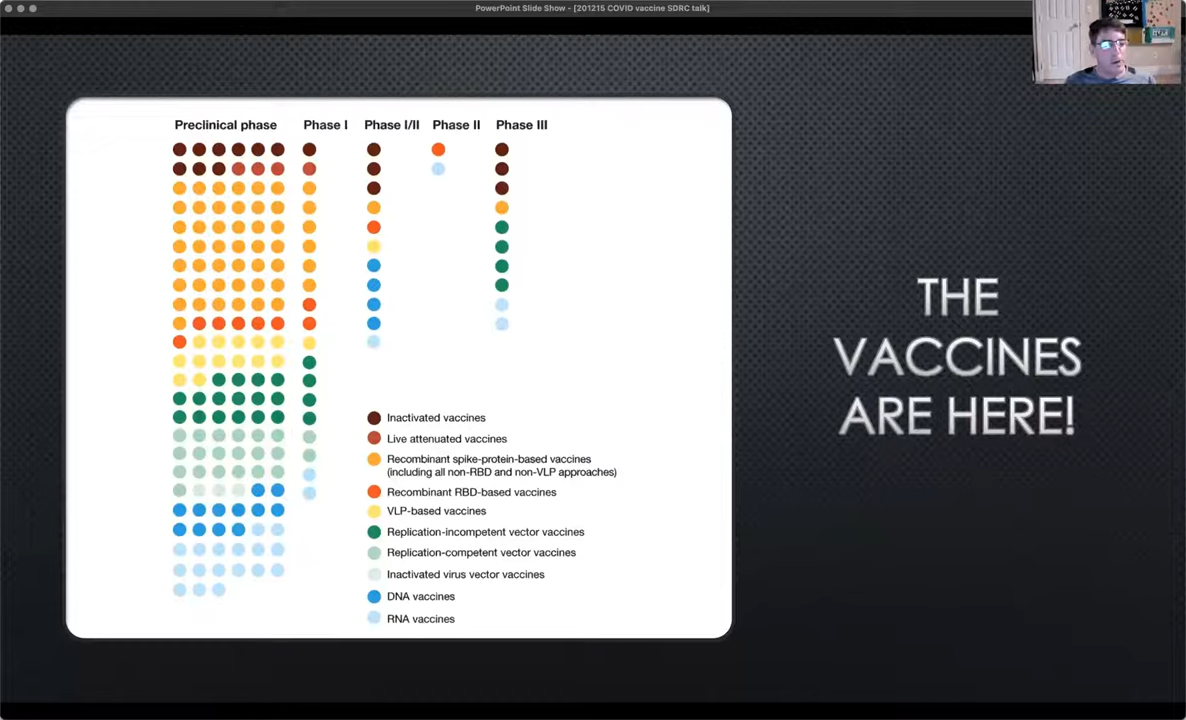 PowerPoint Slide Show - [201215 COVID vaccine SDRC talk]
Preclinical phase Phase I Phase I/II Phase II Phase III
Inactivated vaccines
Live attenuated vaccines
Recombinant spike-protein-based vaccines
(including all non-RBD and non-VLP approaches)
Recombinant RBD-based vaccines
VLP-based vaccines
Replication-incompetent vector vaccines
Replication-competent vector vaccines
Inactivated virus vector vaccines
DNA vaccines
RNA vaccines
THE
VACCINES
ARE HERE!